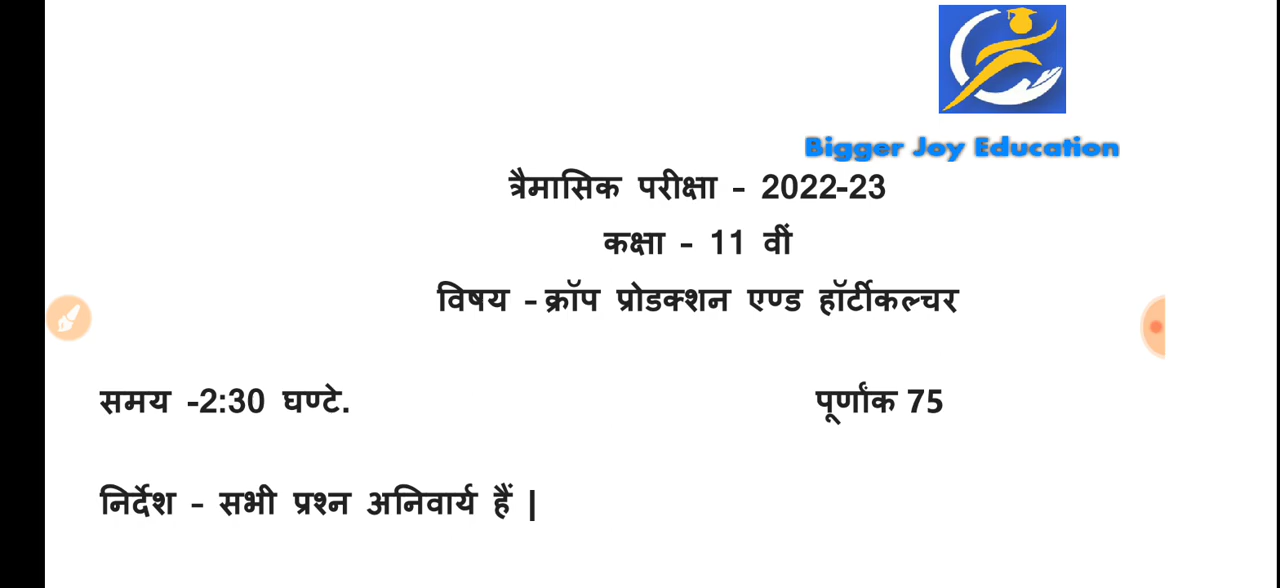 Bigger Joy Education
त्रैमासिक परीक्षा - 2022-23
कक्षा - 11 वीं
विषय - क्रॉप प्रोडक्शन एण्ड हॉर्टीकल्चर
समय -2:30 घण्टे. पूर्णांक 75
निर्देश - सभी प्रश्न अनिवार्य हैं |